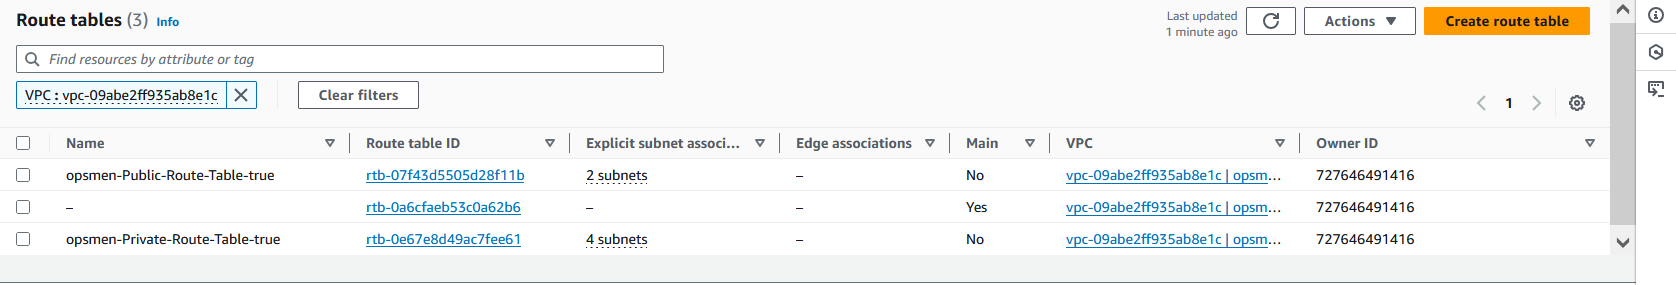 Route tables (3) Info
Last updated
1 minute ago
Actions
Create route table
Find resources by attribute or tag
VPC : vpc-09abe2ff935ab8e1c
Clear filters
1
Name Route table ID Explicit subnet associ... Edge associations Main VPC Owner ID
opsmen-Public-Route-Table-true rtb-07f43d5505d28f11b 2 subnets – No vpc-09abe2ff935ab8e1c | opsm... 727646491416
– rtb-0a6cfaeb53c0a62b6 – – Yes vpc-09abe2ff935ab8e1c | opsm... 727646491416
opsmen-Private-Route-Table-true rtb-0e67e8d49ac7fee61 4 subnets – No vpc-09abe2ff935ab8e1c | opsm... 727646491416